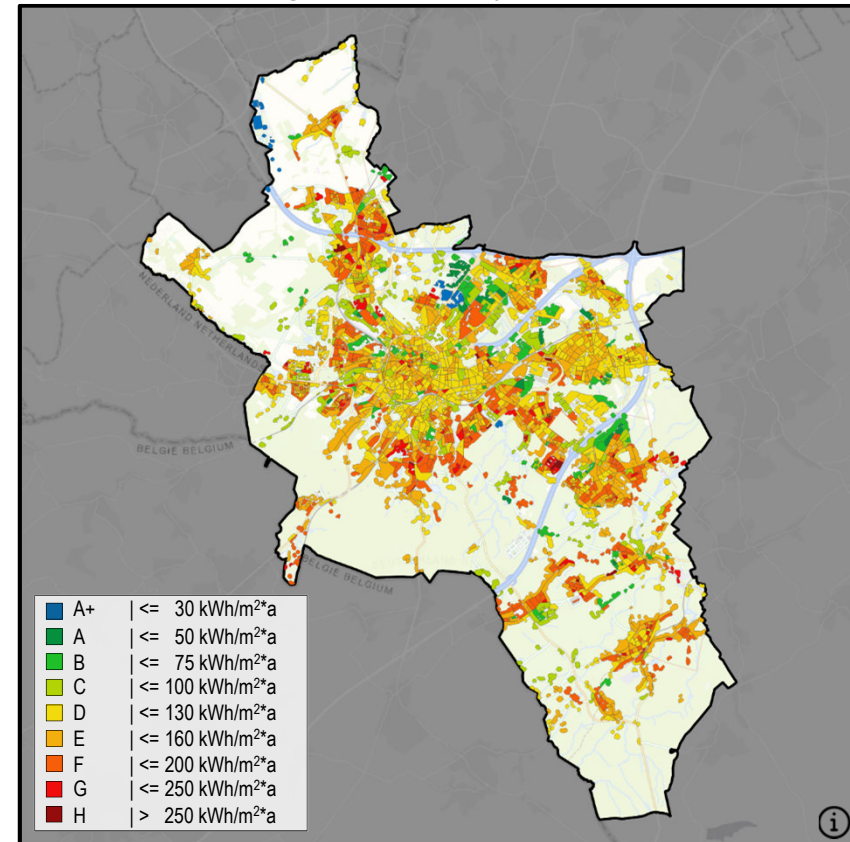 NEDERLAND NETHERLANDS
BELGIË BELGIUM
BELGIË BELGIUM
A+ | <= 30 kWh/m²*a
A | <= 50 kWh/m²*a
B | <= 75 kWh/m²*a
C | <= 100 kWh/m²*a
D | <= 130 kWh/m²*a
E | <= 160 kWh/m²*a
F | <= 200 kWh/m²*a
G | <= 250 kWh/m²*a
H | > 250 kWh/m²*a
i